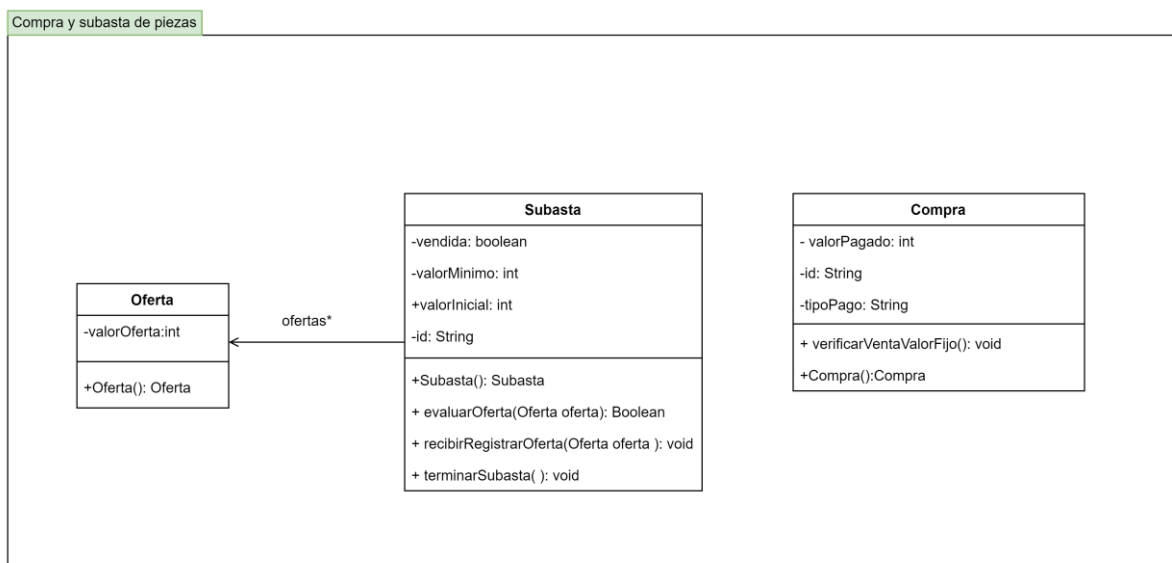 Compra y subasta de piezas
Oferta
-valorOferta:int
+Oferta(): Oferta
ofertas*
Subasta
-vendida: boolean
-valorMinimo: int
+valorInicial: int
-id: String
+Subasta(): Subasta
+ evaluarOferta(Oferta oferta): Boolean
+ recibirRegistrarOferta(Oferta oferta ): void
+ terminarSubasta( ): void
Compra
- valorPagado: int
-id: String
-tipoPago: String
+ verificarVentaValorFijo(): void
+Compra():Compra